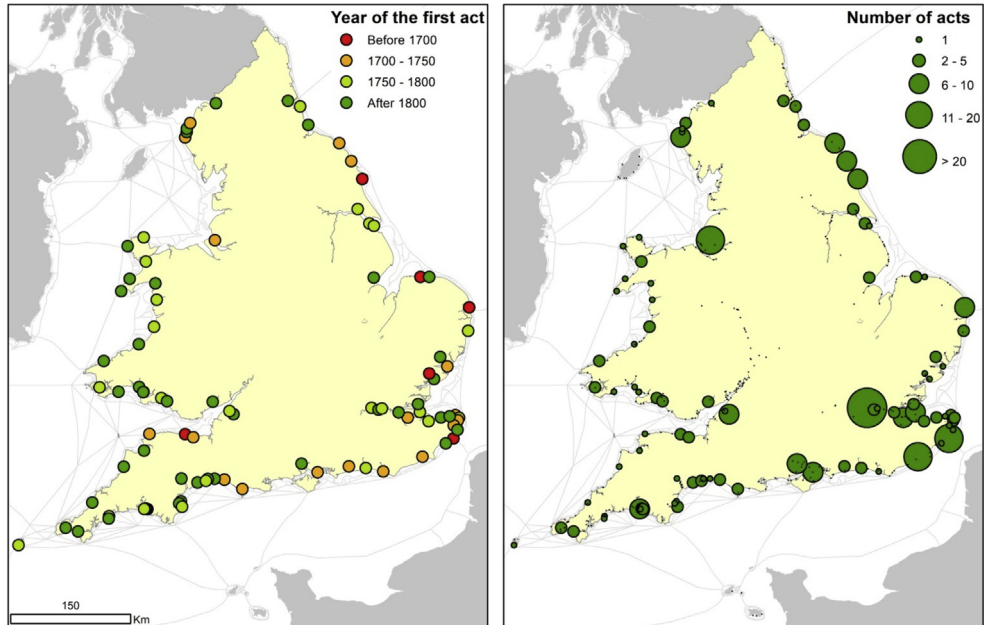 Year of the first act
Before 1700
1700 - 1750
1750 - 1800
After 1800
150
Km
Number of acts
1
2 - 5
6 - 10
11 - 20
> 20